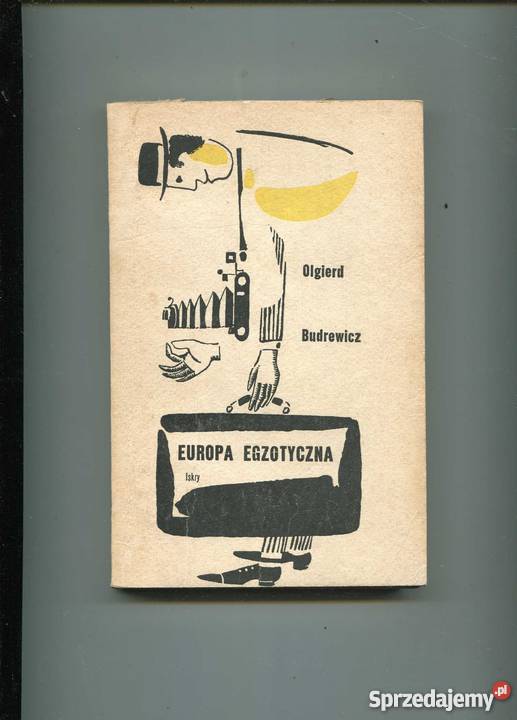 Olgierd
Budrewicz
EUROPA EGZOTYCZNA
Iskry
Sprzedajemy.pl